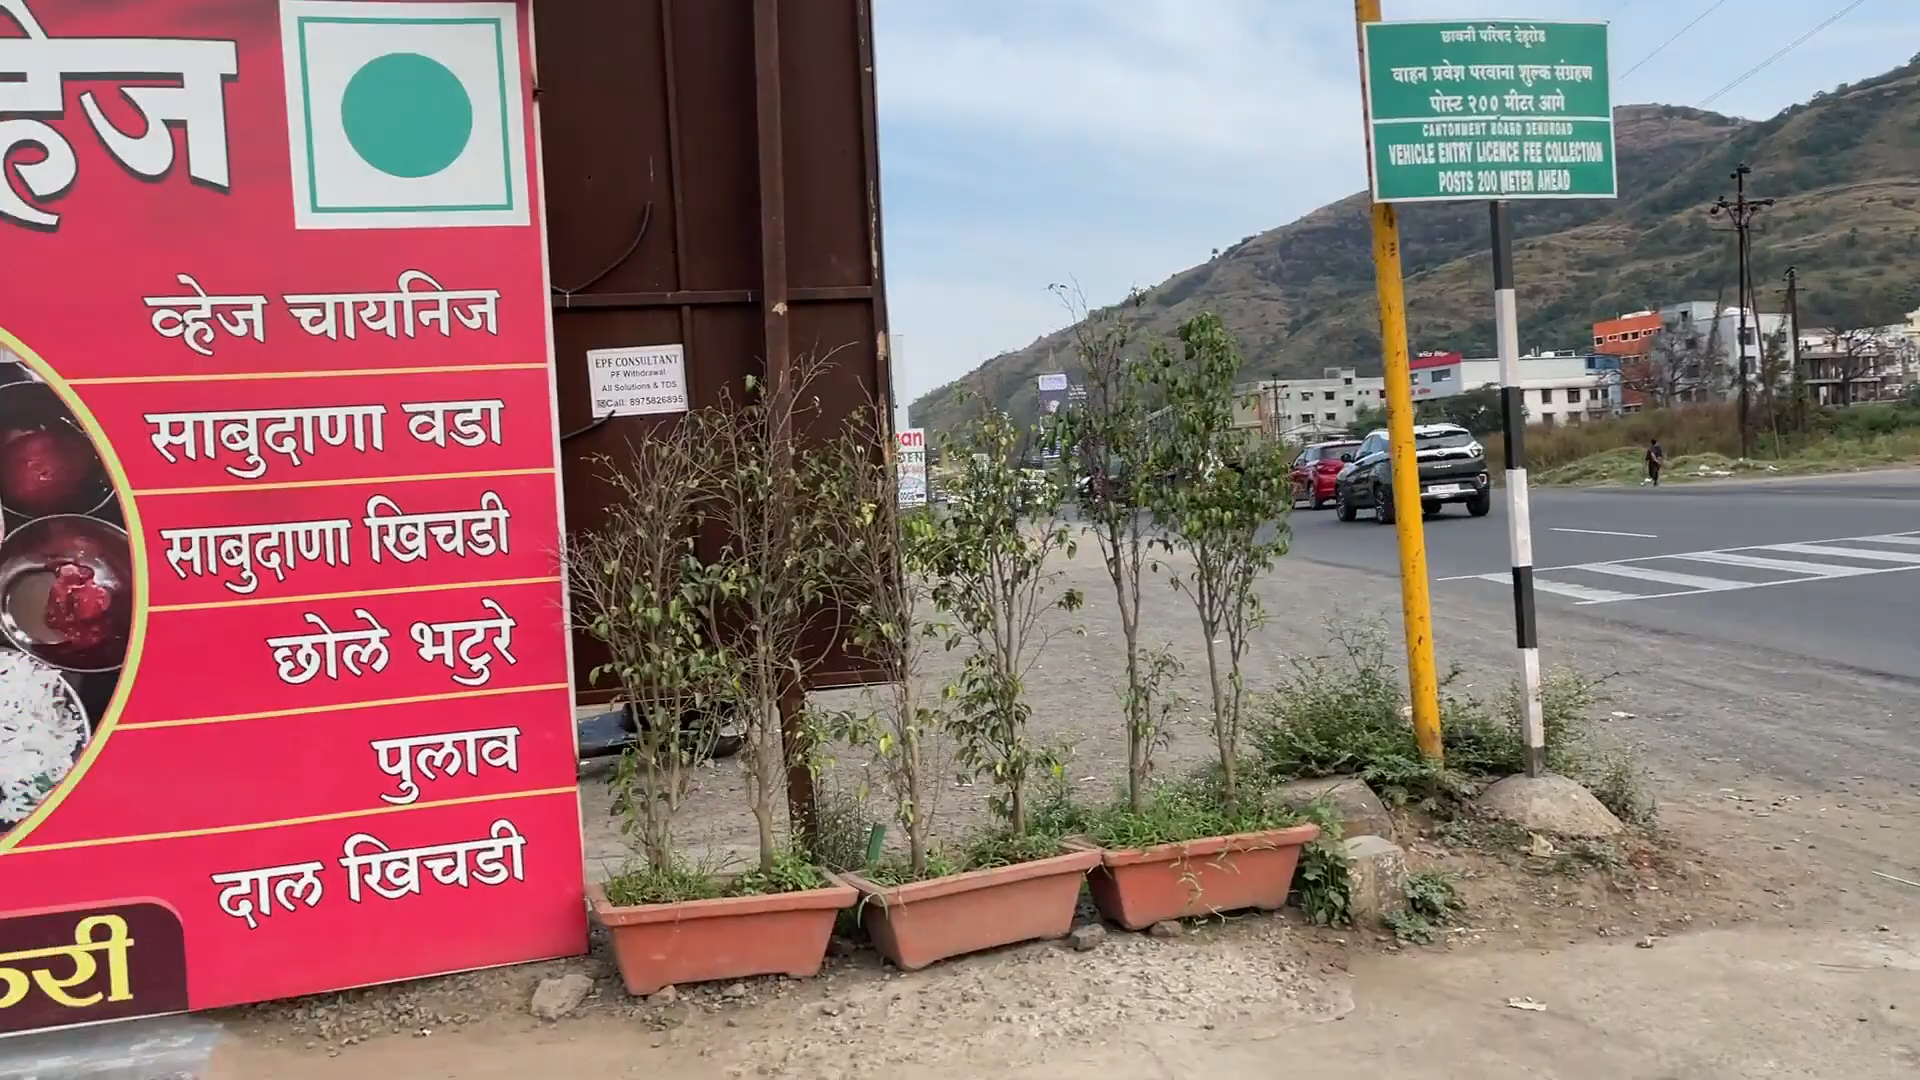 व्हेज
व्हेज चायनिज
साबुदाणा वडा
साबुदाणा खिचडी
छोले भटुरे
पुलाव
दाल खिचडी
EPF CONSULTANT
PF Withdrawal
All Solutions & TDS
Call: 8975826895
छावनी परिषद देहूरोड
वाहन प्रवेश परवाना शुल्क संग्रहण
पोस्ट २०० मीटर आगे
CANTONMENT BOARD DEHUROAD
VEHICLE ENTRY LICENCE FEE COLLECTION
POSTS 200 METER AHEAD